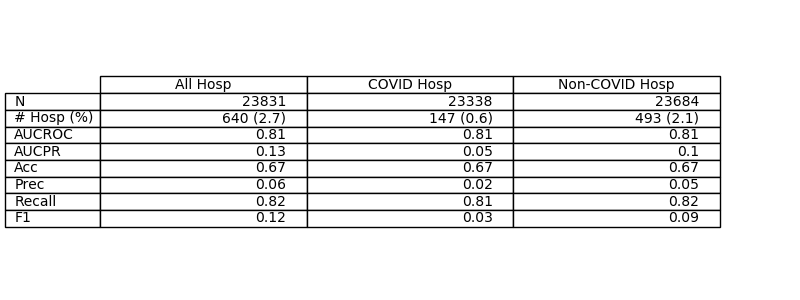 All Hosp COVID Hosp Non-COVID Hosp
N 23831 23338 23684
# Hosp (%) 640 (2.7) 147 (0.6) 493 (2.1)
AUCROC 0.81 0.81 0.81
AUCPR 0.13 0.05 0.1
Acc 0.67 0.67 0.67
Prec 0.06 0.02 0.05
Recall 0.82 0.81 0.82
F1 0.12 0.03 0.09